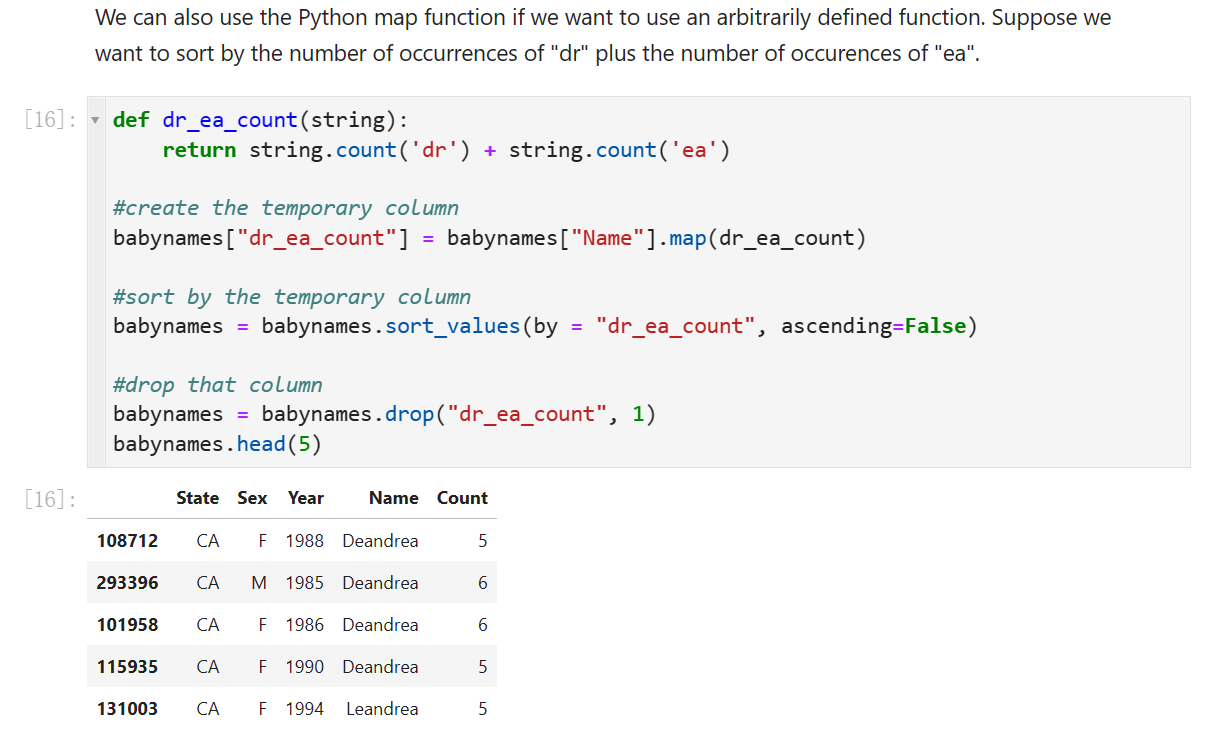 We can also use the Python map function if we want to use an arbitrarily defined function. Suppose we
want to sort by the number of occurrences of "dr" plus the number of occurences of "ea".
[16]:
def dr_ea_count(string):
    return string.count('dr') + string.count('ea')
#create the temporary column
babynames["dr_ea_count"] = babynames["Name"].map(dr_ea_count)
#sort by the temporary column
babynames = babynames.sort_values(by = "dr_ea_count", ascending=False)
#drop that column
babynames = babynames.drop("dr_ea_count", 1)
babynames.head(5)
[16]:
State Sex Year Name Count
108712 CA F 1988 Deandrea 5
293396 CA M 1985 Deandrea 6
101958 CA F 1986 Deandrea 6
115935 CA F 1990 Deandrea 5
131003 CA F 1994 Leandrea 5